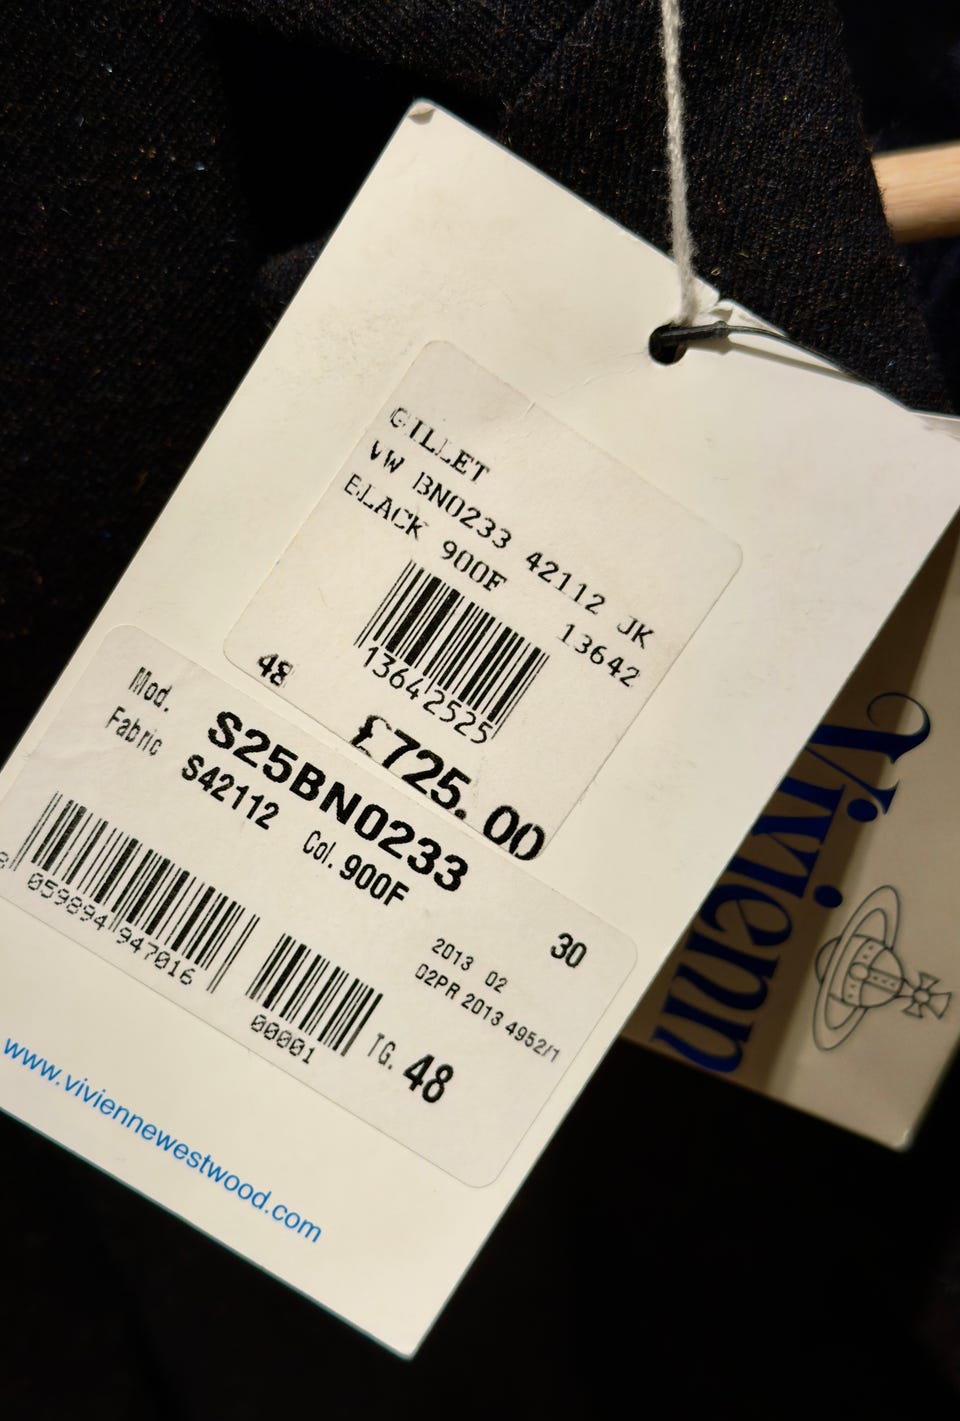 GILLET
VW BN0233 42112 JK
BLACK 900F 13642
13642525
48
£725.00
Mod. S25BN0233
Fabric S42112 Col. 900F
8 059894 947016
00001
30
2013 02
02PR 2013 4952/1
TG. 48
www.viviennewestwood.com
Vivienn